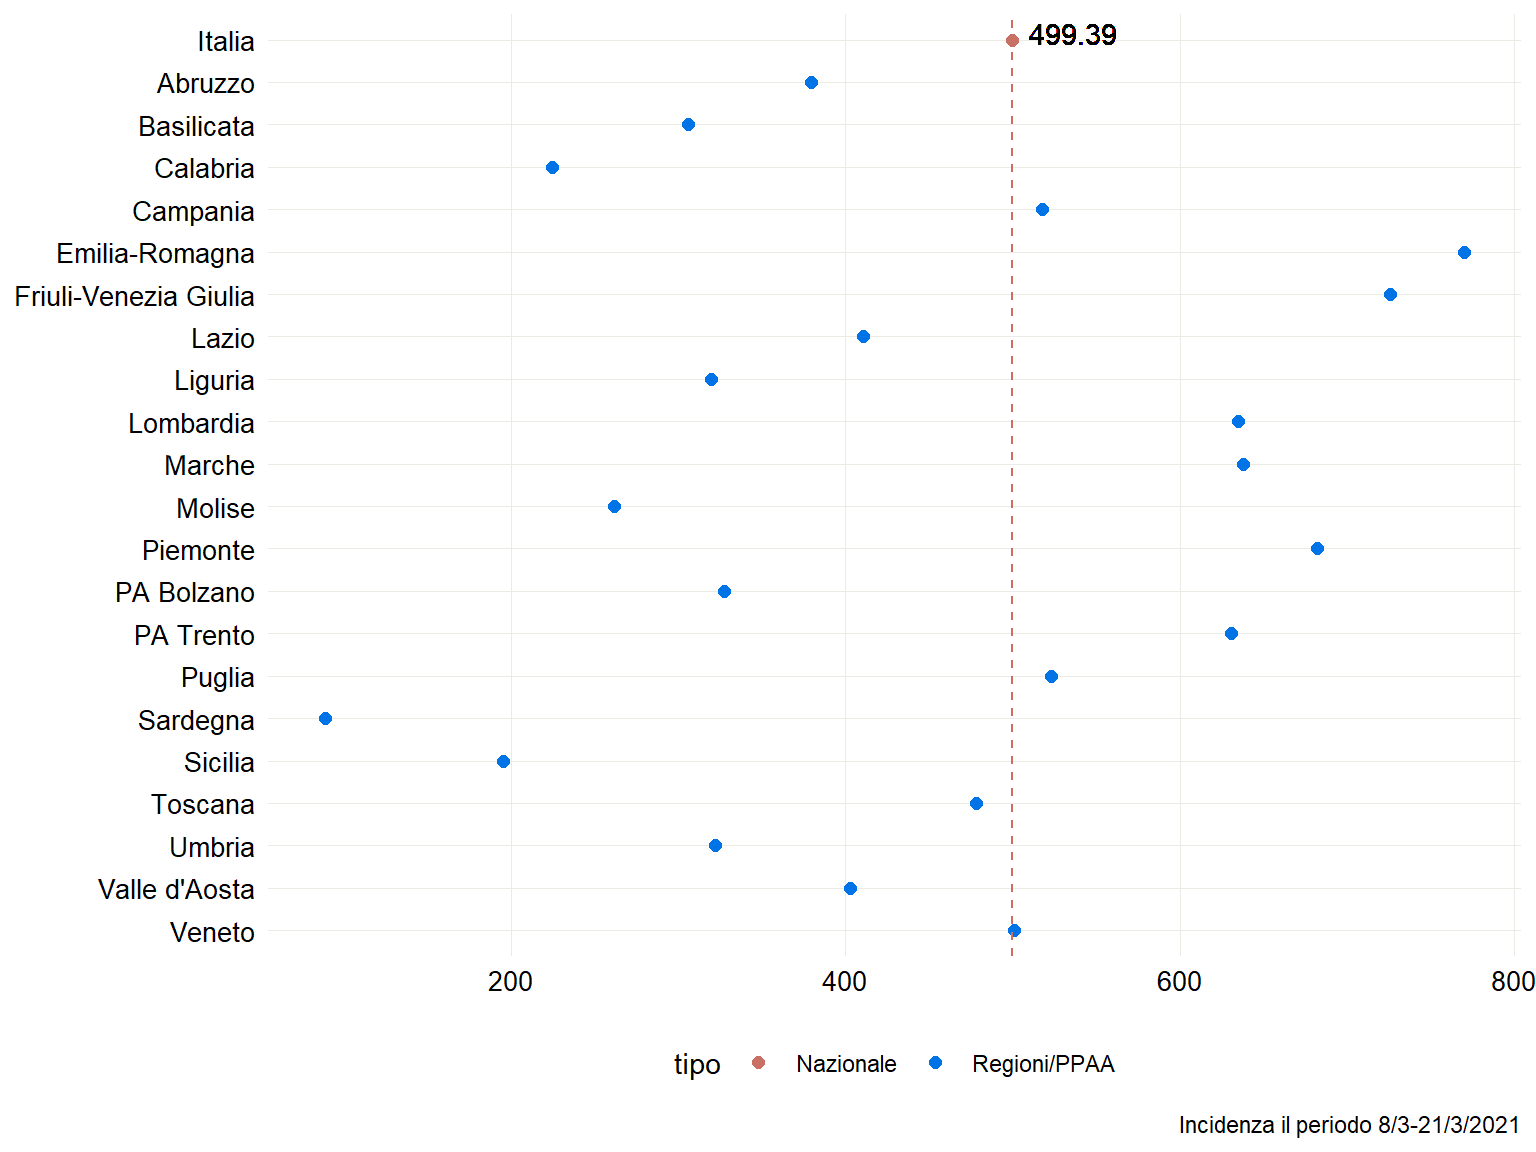 Italia
499.39
Abruzzo
Basilicata
Calabria
Campania
Emilia-Romagna
Friuli-Venezia Giulia
Lazio
Liguria
Lombardia
Marche
Molise
Piemonte
PA Bolzano
PA Trento
Puglia
Sardegna
Sicilia
Toscana
Umbria
Valle d'Aosta
Veneto
200 400 600 800
tipo Nazionale Regioni/PPAA
Incidenza il periodo 8/3-21/3/2021